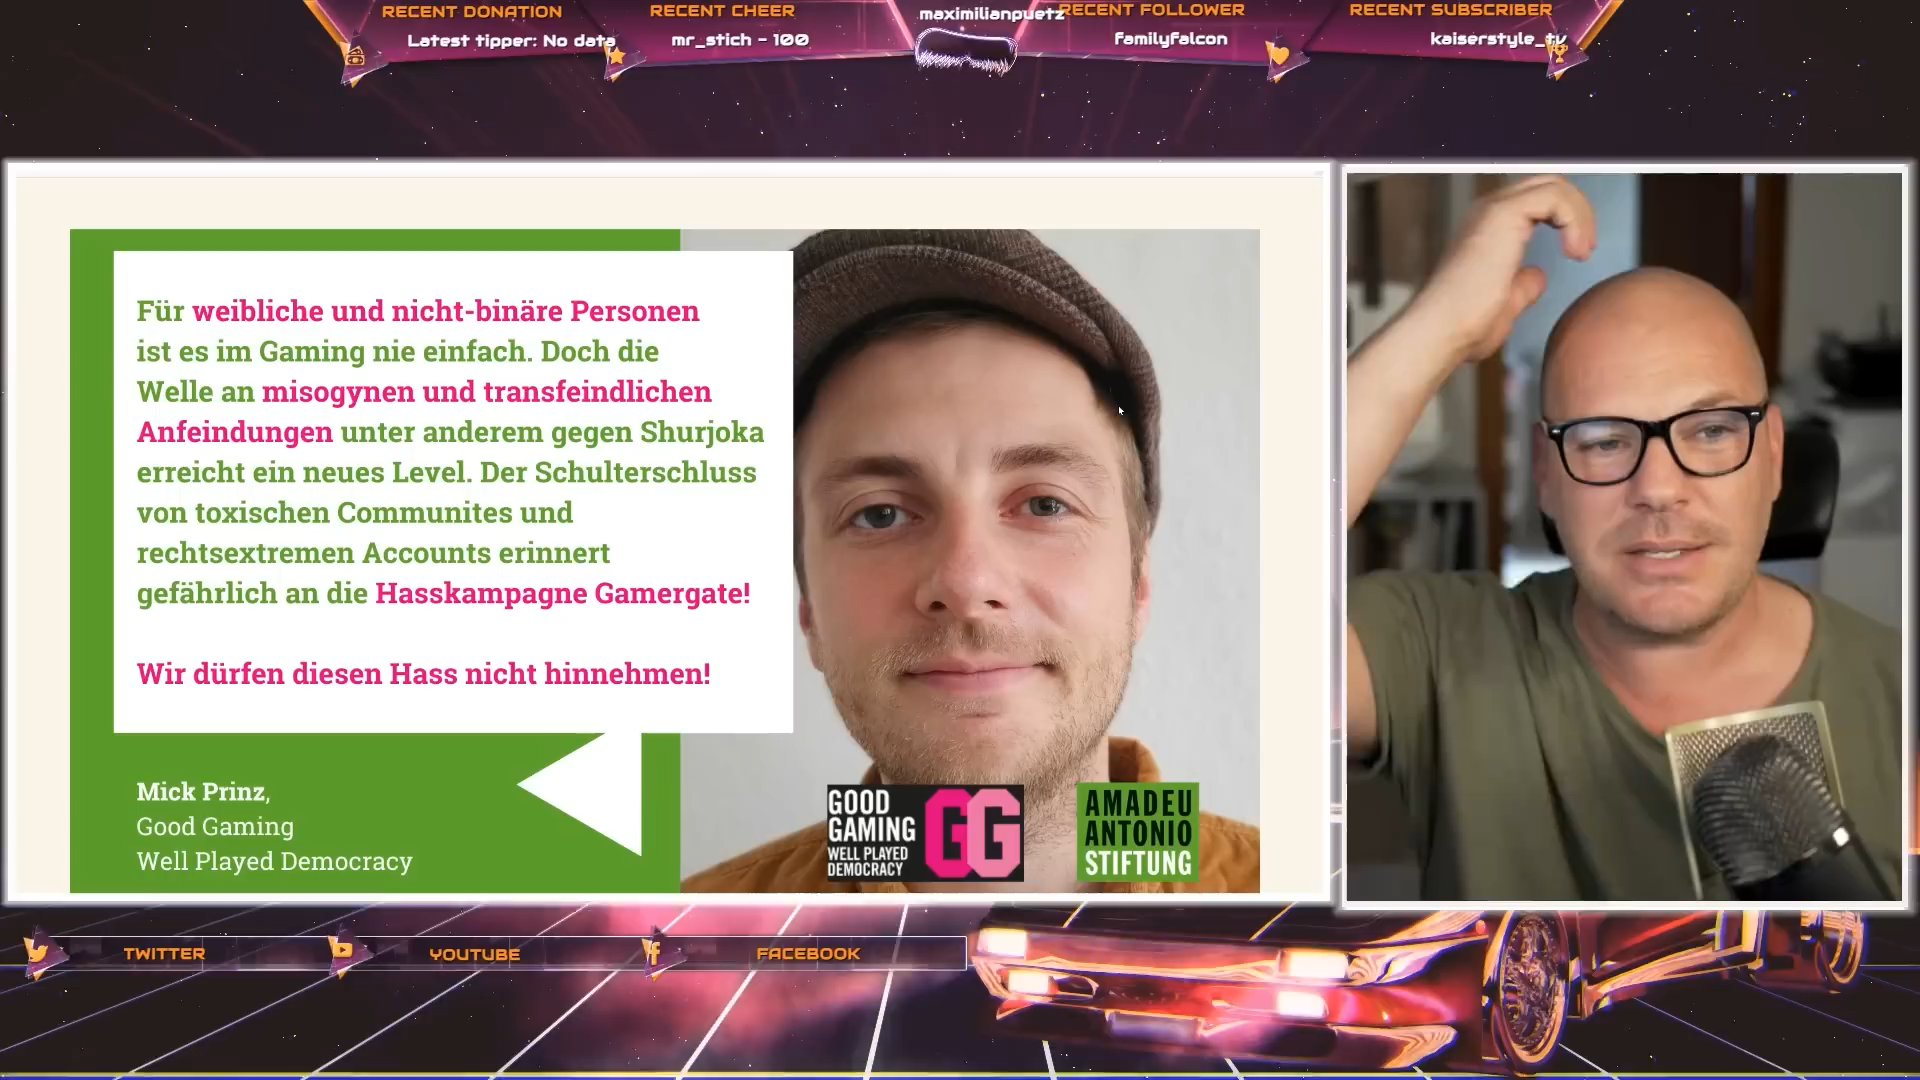 RECENT DONATION
Latest tipper: No data
RECENT CHEER
mr_stich - 100
maximilianpuetz
RECENT FOLLOWER
familyfalcon
RECENT SUBSCRIBER
kaiserstyle_tv
Für weibliche und nicht-binäre Personen
ist es im Gaming nie einfach. Doch die
Welle an misogynen und transfeindlichen
Anfeindungen unter anderem gegen Shurjoka
erreicht ein neues Level. Der Schulterschluss
von toxischen Communites und
rechtsextremen Accounts erinnert
gefährlich an die Hasskampagne Gamergate!
Wir dürfen diesen Hass nicht hinnehmen!
Mick Prinz,
Good Gaming
Well Played Democracy
GOOD
GAMING
WELL PLAYED
DEMOCRACY
GG
AMADEU
ANTONIO
STIFTUNG
TWITTER
YOUTUBE
FACEBOOK